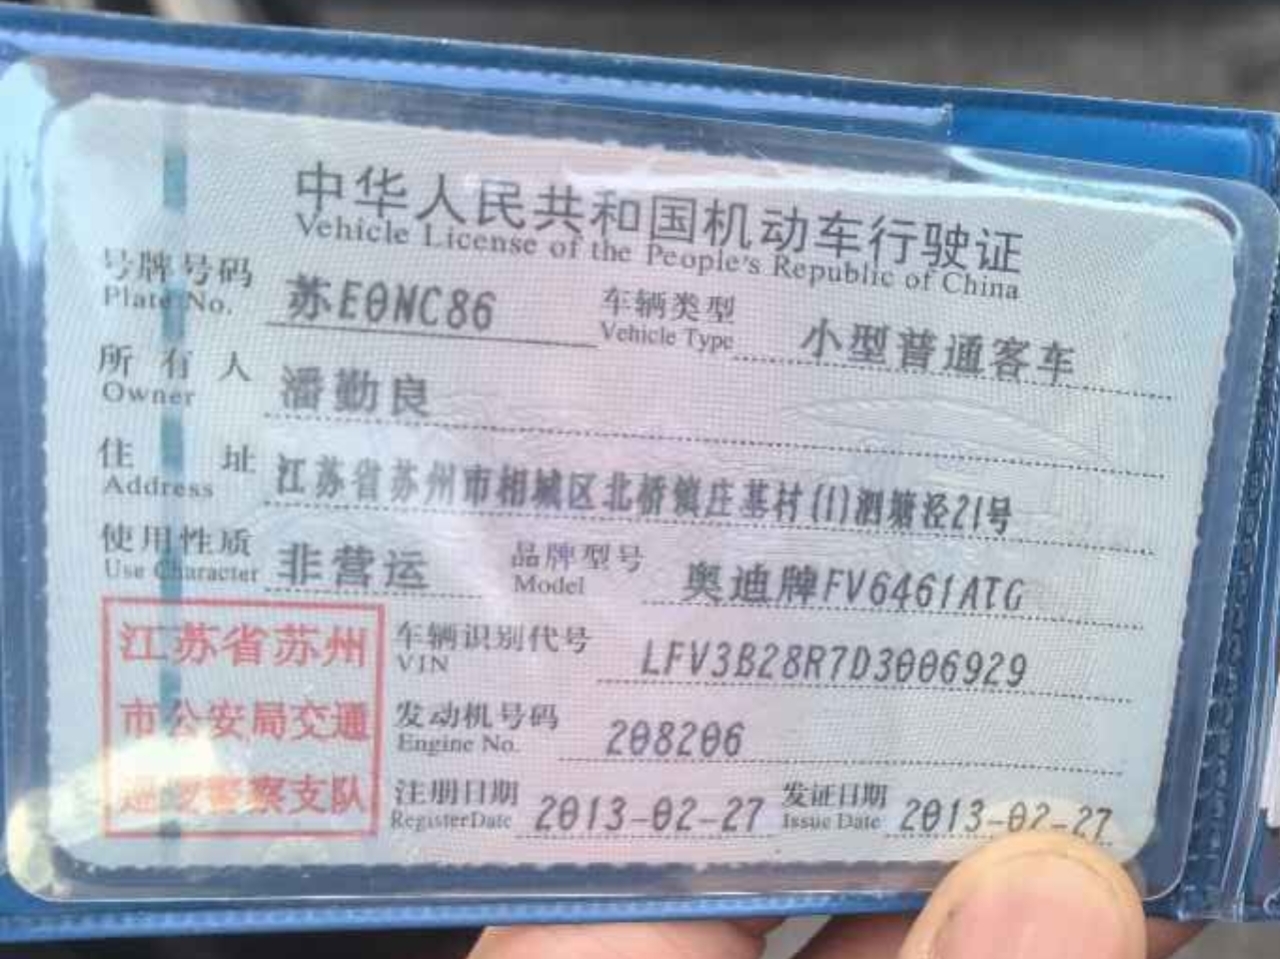 中华人民共和国机动车行驶证
Vehicle License of the People's Republic of China
号牌号码 苏E0NC86 车辆类型 小型普通客车
Plate No. Vehicle Type
所有人 潘勤良
Owner
住址 江苏省苏州市相城区北桥镇庄基村(1)泗塘泾21号
Address
使用性质 非营运 品牌型号 奥迪牌FV6461ATG
Use Character Model
江苏省苏州
市公安局交通
巡逻警察支队
车辆识别代号 LFV3B28R7D3006929
VIN
发动机号码 208206
Engine No.
注册日期 2013-02-27 发证日期 2013-02-27
Register Date Issue Date